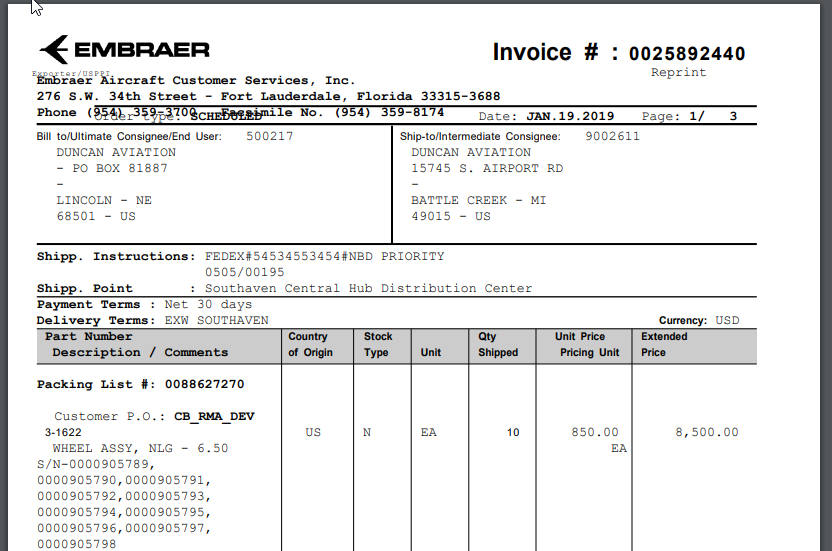 EMBRAER
Invoice # : 0025892440
Exporter/USPPI
Reprint
Embraer Aircraft Customer Services, Inc.
276 S.W. 34th Street - Fort Lauderdale, Florida 33315-3688
Phone (954) 359-3700 Facsimile No. (954) 359-8174
Order type: SCHEDULED Date: JAN.19.2019 Page: 1/ 3
Bill to/Ultimate Consignee/End User: 500217
DUNCAN AVIATION
- PO BOX 81887
-
LINCOLN - NE
68501 - US
Ship-to/Intermediate Consignee: 9002611
DUNCAN AVIATION
15745 S. AIRPORT RD
-
BATTLE CREEK - MI
49015 - US
Shipp. Instructions: FEDEX#54534553454#NBD PRIORITY
0505/00195
Shipp. Point : Southaven Central Hub Distribution Center
Payment Terms : Net 30 days
Delivery Terms: EXW SOUTHAVEN Currency: USD
Part Number Country Stock Qty Unit Price Extended
Description / Comments of Origin Type Unit Shipped Pricing Unit Price
Packing List #: 0088627270
Customer P.O.: CB_RMA_DEV
3-1622 US N EA 10 850.00 8,500.00
WHEEL ASSY, NLG - 6.50 EA
S/N-0000905789,
0000905790,0000905791,
0000905792,0000905793,
0000905794,0000905795,
0000905796,0000905797,
0000905798